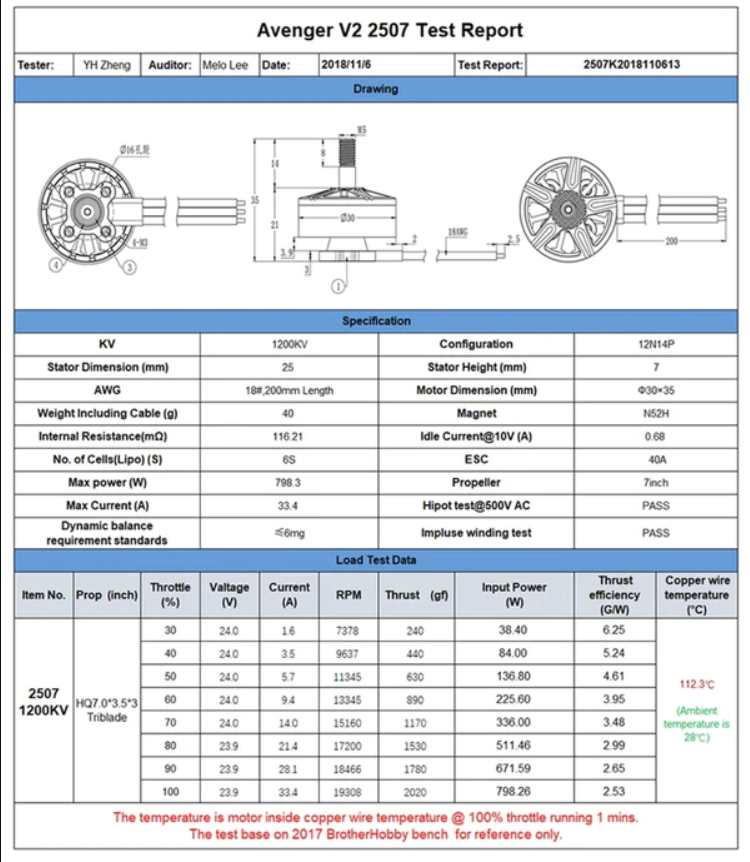 Avenger V2 2507 Test Report
Tester: YH Zheng Auditor: Melo Lee Date: 2018/11/6 Test Report: 2507K2018110613
Drawing
Ø16孔距
4-M3
4
3
M5
8
14
35
21
Ø30
3.9
3
2
18AWG
2.5
1
200
Specification
KV 1200KV Configuration 12N14P
Stator Dimension (mm) 25 Stator Height (mm) 7
AWG 18#,200mm Length Motor Dimension (mm) Φ30×35
Weight Including Cable (g) 40 Magnet N52H
Internal Resistance(mΩ) 116.21 Idle Current@10V (A) 0.68
No. of Cells(Lipo) (S) 6S ESC 40A
Max power (W) 798.3 Propeller 7inch
Max Current (A) 33.4 Hipot test@500V AC PASS
Dynamic balance
requirement standards ≤6mg Impluse winding test PASS
Load Test Data
Item No. Prop (inch) Throttle (%) Valtage (V) Current (A) RPM Thrust (gf) Input Power (W) Thrust efficiency (G/W) Copper wire temperature (°C)
30 24.0 1.6 7378 240 38.40 6.25
40 24.0 3.5 9637 440 84.00 5.24
50 24.0 5.7 11345 630 136.80 4.61
60 24.0 9.4 13345 890 225.60 3.95
70 24.0 14.0 15160 1170 336.00 3.48
80 23.9 21.4 17200 1530 511.46 2.99
90 23.9 28.1 18466 1780 671.59 2.65
100 23.9 33.4 19308 2020 798.26 2.53
2507
1200KV
HQ7.0*3.5*3
Triblade
112.3℃
(Ambient
temperature is
28℃)
The temperature is motor inside copper wire temperature @ 100% throttle running 1 mins.
The test base on 2017 BrotherHobby bench for reference only.